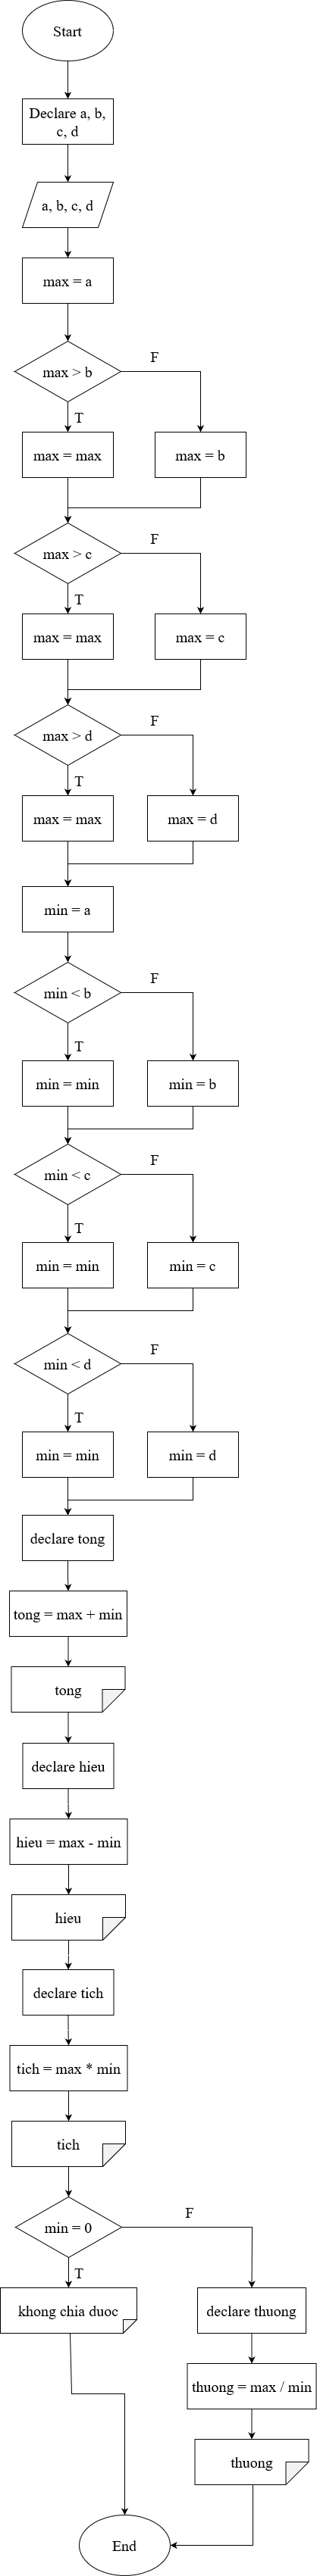 Start
Declare a, b,
c, d
a, b, c, d
max = a
max > b
F
T
max = max
max = b
max > c
F
T
max = max
max = c
max > d
F
T
max = max
max = d
min = a
min < b
F
T
min = min
min = b
min < c
F
T
min = min
min = c
min < d
F
T
min = min
min = d
declare tong
tong = max + min
tong
declare hieu
hieu = max - min
hieu
declare tich
tich = max * min
tich
min = 0
F
T
khong chia duoc
declare thuong
thuong = max / min
thuong
End